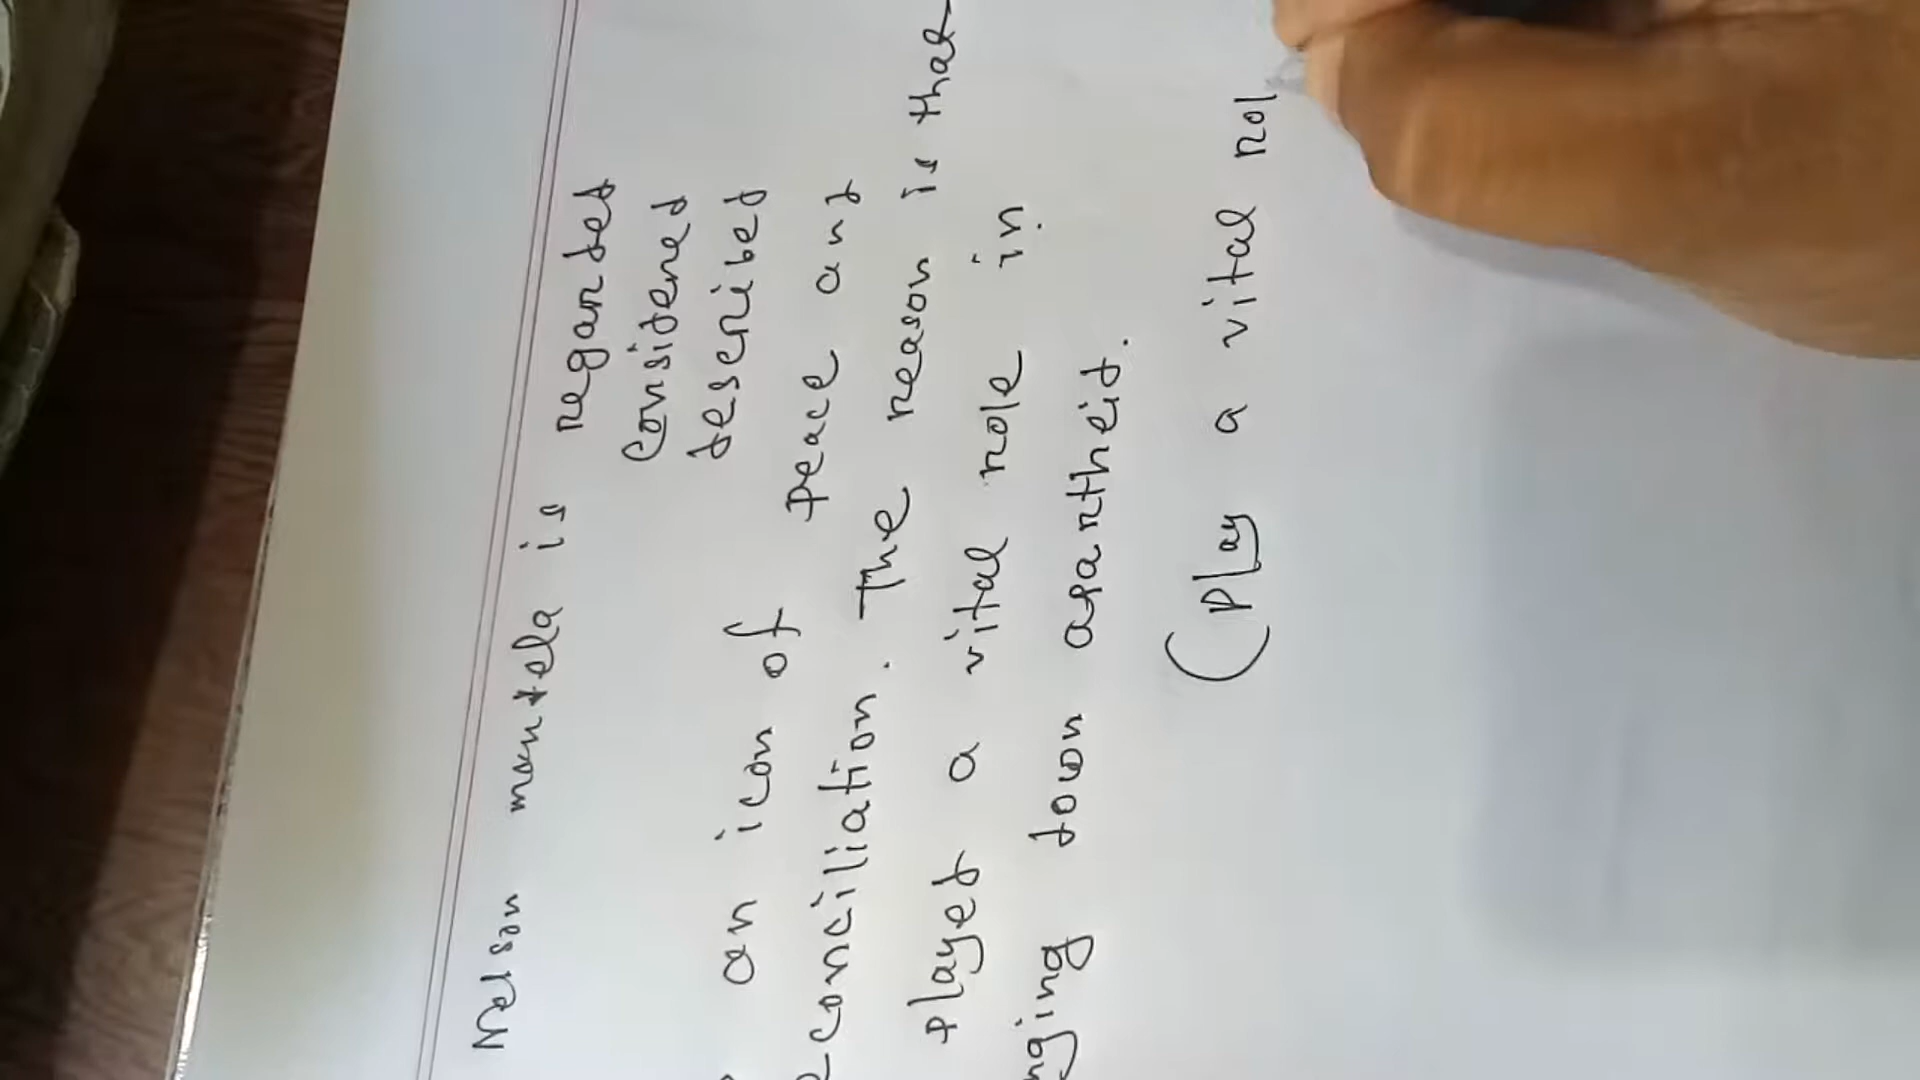 Nelson mandela is regarded
considered
described
an icon of peace and
econciliation. The reason is that
played a vital role in
nging down apartheid.
(Play a vital rol